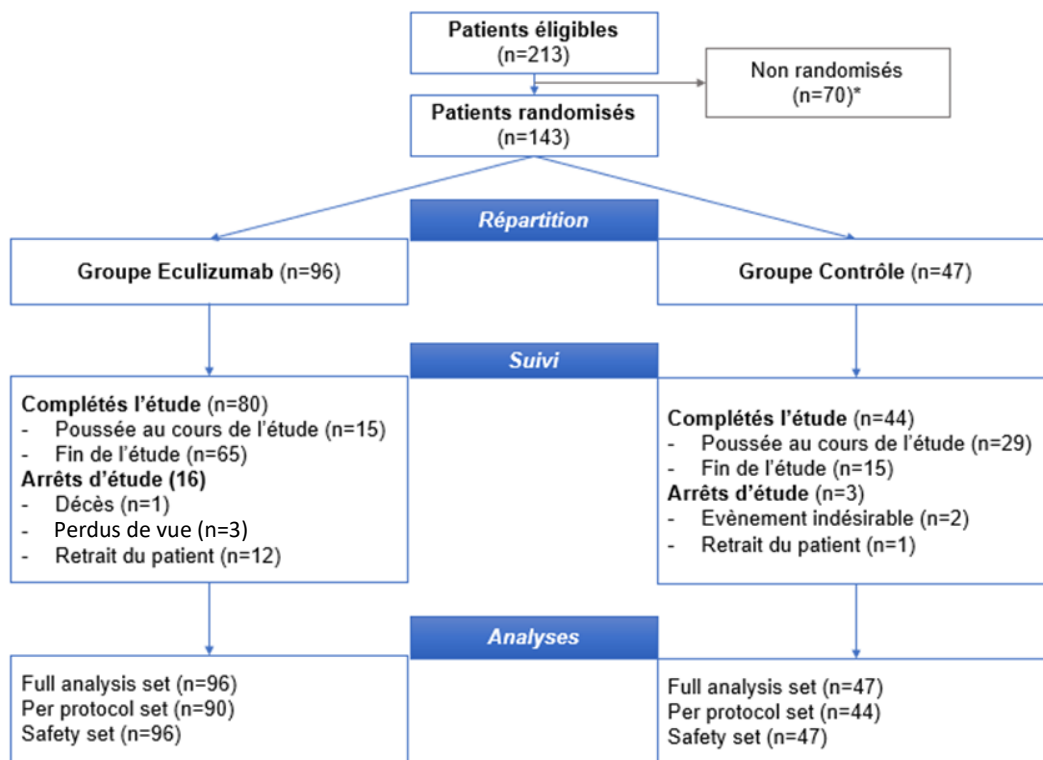 Patients éligibles
(n=213)
Non randomisés
(n=70)*
Patients randomisés
(n=143)
Répartition
Groupe Eculizumab (n=96)
Groupe Contrôle (n=47)
Suivi
Complétés l'étude (n=80)
- Poussée au cours de l'étude (n=15)
- Fin de l'étude (n=65)
Arrêts d'étude (16)
- Décès (n=1)
- Perdus de vue (n=3)
- Retrait du patient (n=12)
Complétés l'étude (n=44)
- Poussée au cours de l'étude (n=29)
- Fin de l'étude (n=15)
Arrêts d'étude (n=3)
- Evènement indésirable (n=2)
- Retrait du patient (n=1)
Analyses
Full analysis set (n=96)
Per protocol set (n=90)
Safety set (n=96)
Full analysis set (n=47)
Per protocol set (n=44)
Safety set (n=47)